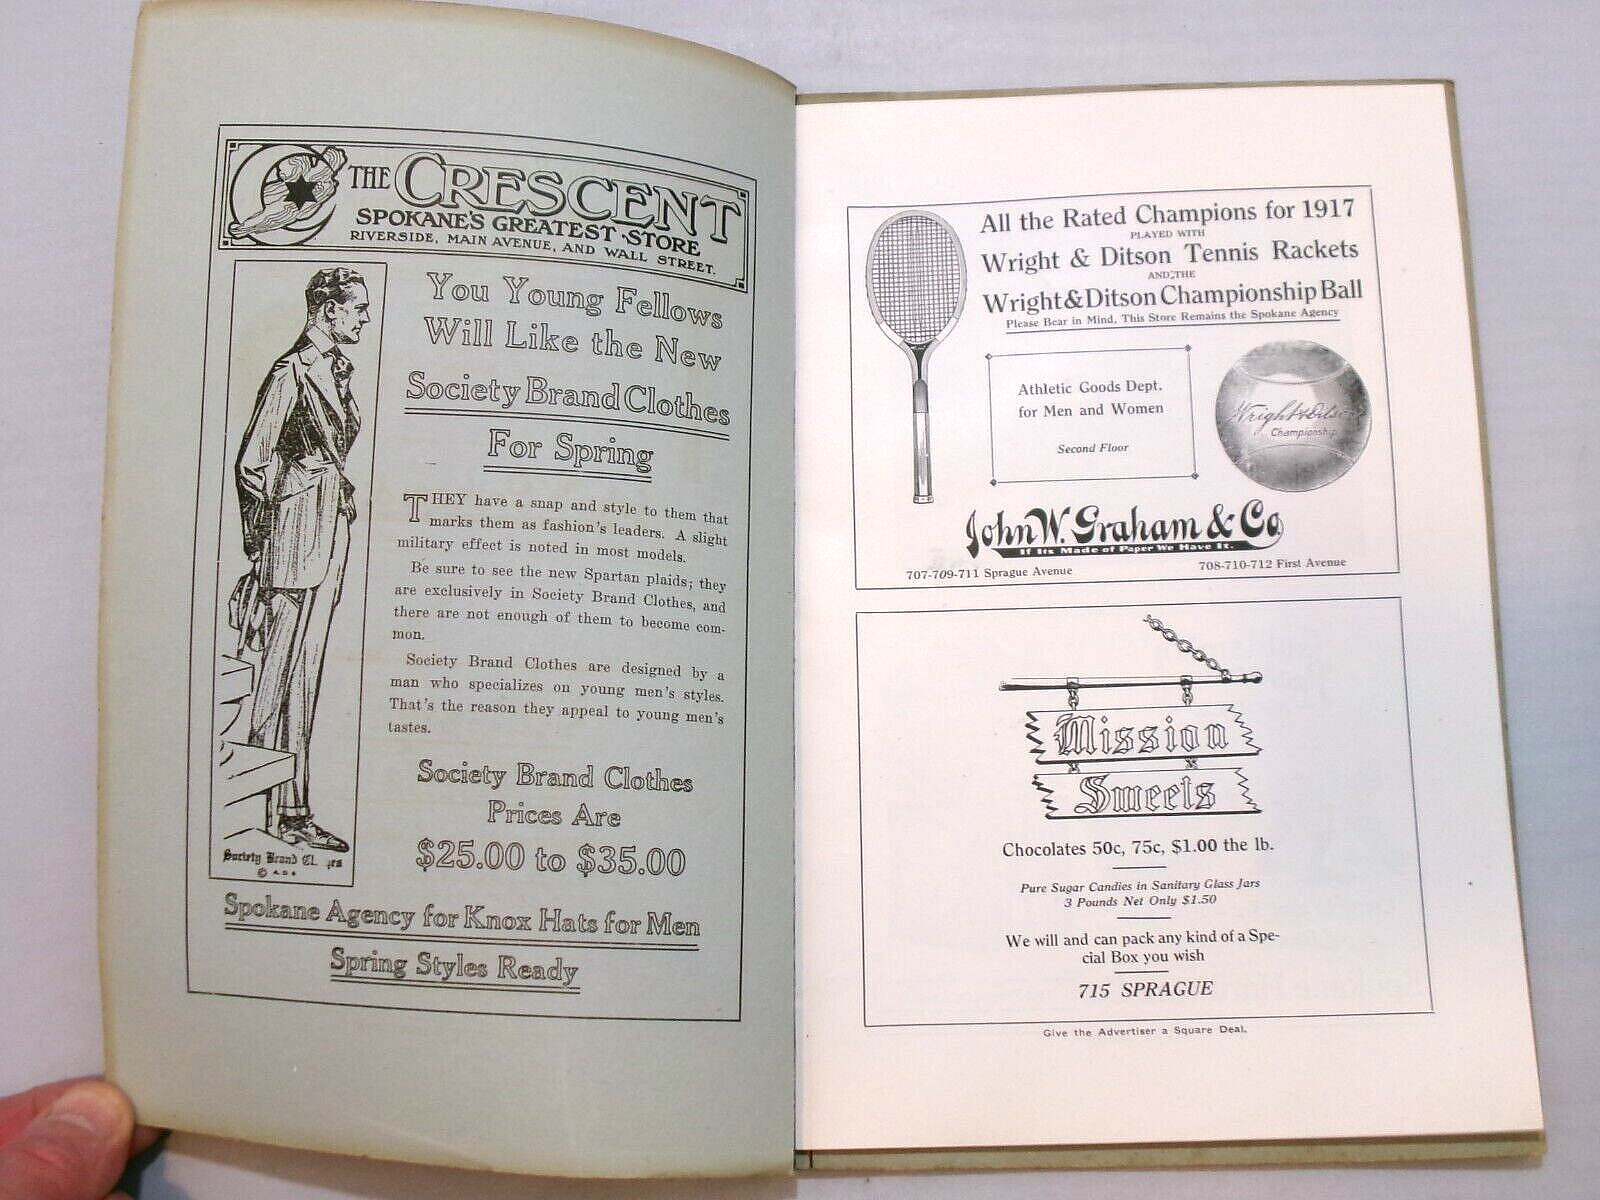 THE CRESCENT
SPOKANE'S GREATEST STORE
RIVERSIDE, MAIN AVENUE, AND WALL STREET.
You Young Fellows
Will Like the New
Society Brand Clothes
For Spring
THEY have a snap and style to them that
marks them as fashion's leaders. A slight
military effect is noted in most models.
Be sure to see the new Spartan plaids; they
are exclusively in Society Brand Clothes, and
there are not enough of them to become com-
mon.
Society Brand Clothes are designed by a
man who specializes on young men's styles.
That's the reason they appeal to young men's
tastes.
Society Brand Clothes
Prices Are
$25.00 to $35.00
Society Brand
Spokane Agency for Knox Hats for Men
Spring Styles Ready
All the Rated Champions for 1917
PLAYED WITH
Wright & Ditson Tennis Rackets
AND THE
Wright & Ditson Championship Ball
Please Bear in Mind, This Store Remains the Spokane Agency
Athletic Goods Dept.
for Men and Women
Second Floor
Wright & Ditson
Championship
John W. Graham & Co.
If Its Made of Paper We Have It.
707-709-711 Sprague Avenue
708-710-712 First Avenue
Mission
Sweets
Chocolates 50c, 75c, $1.00 the lb.
Pure Sugar Candies in Sanitary Glass Jars
3 Pounds Net Only $1.50
We will and can pack any kind of a Spe-
cial Box you wish
715 SPRAGUE
Give the Advertiser a Square Deal.